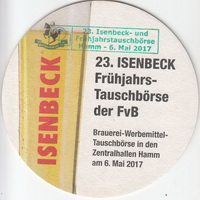 23. Isenbeck- und
Frühjahrstauschbörse
Hamm - 6. Mai 2017
ISENBECK
23. ISENBECK
Frühjahrs-
Tauschbörse
der FvB
Brauerei-Werbemittel-
Tauschbörse in den
Zentralhallen Hamm
am 6. Mai 2017